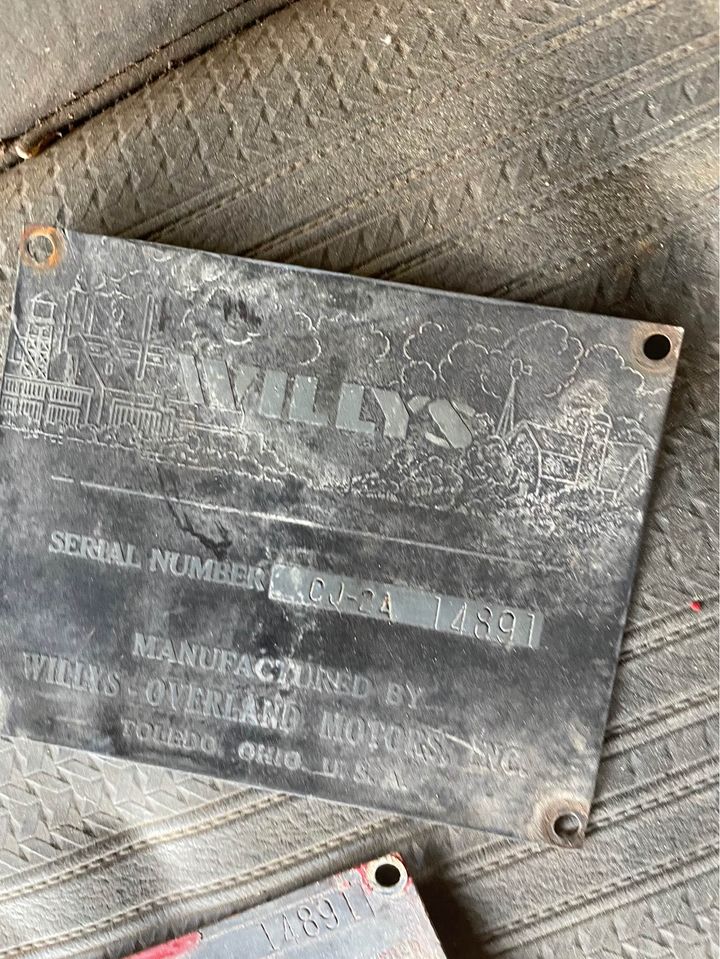 WILLYS
SERIAL NUMBER CJ-2A 14891
MANUFACTURED BY
WILLYS-OVERLAND MOTORS, INC.
TOLEDO, OHIO, U.S.A.
14891